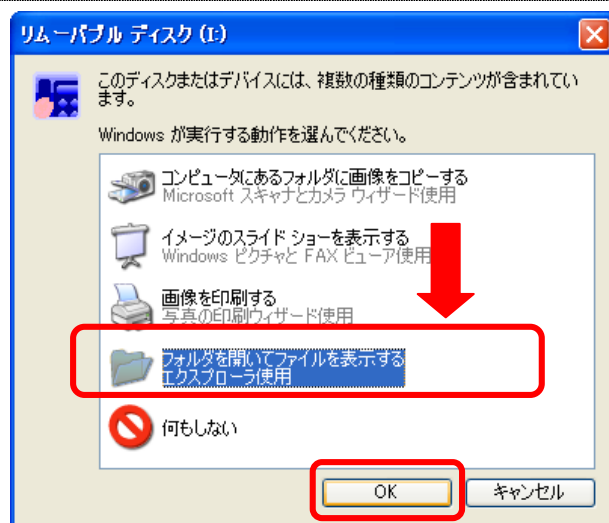 リムーバブル ディスク (I:)
このディスクまたはデバイスには、複数の種類のコンテンツが含まれてい
ます。
Windows が実行する動作を選んでください。
コンピュータにあるフォルダに画像をコピーする
Microsoft スキャナとカメラ ウィザード使用
イメージのスライド ショーを表示する
Windows ピクチャと FAX ビューア使用
画像を印刷する
写真の印刷ウィザード使用
フォルダを開いてファイルを表示する
エクスプローラ使用
何もしない
OK
キャンセル